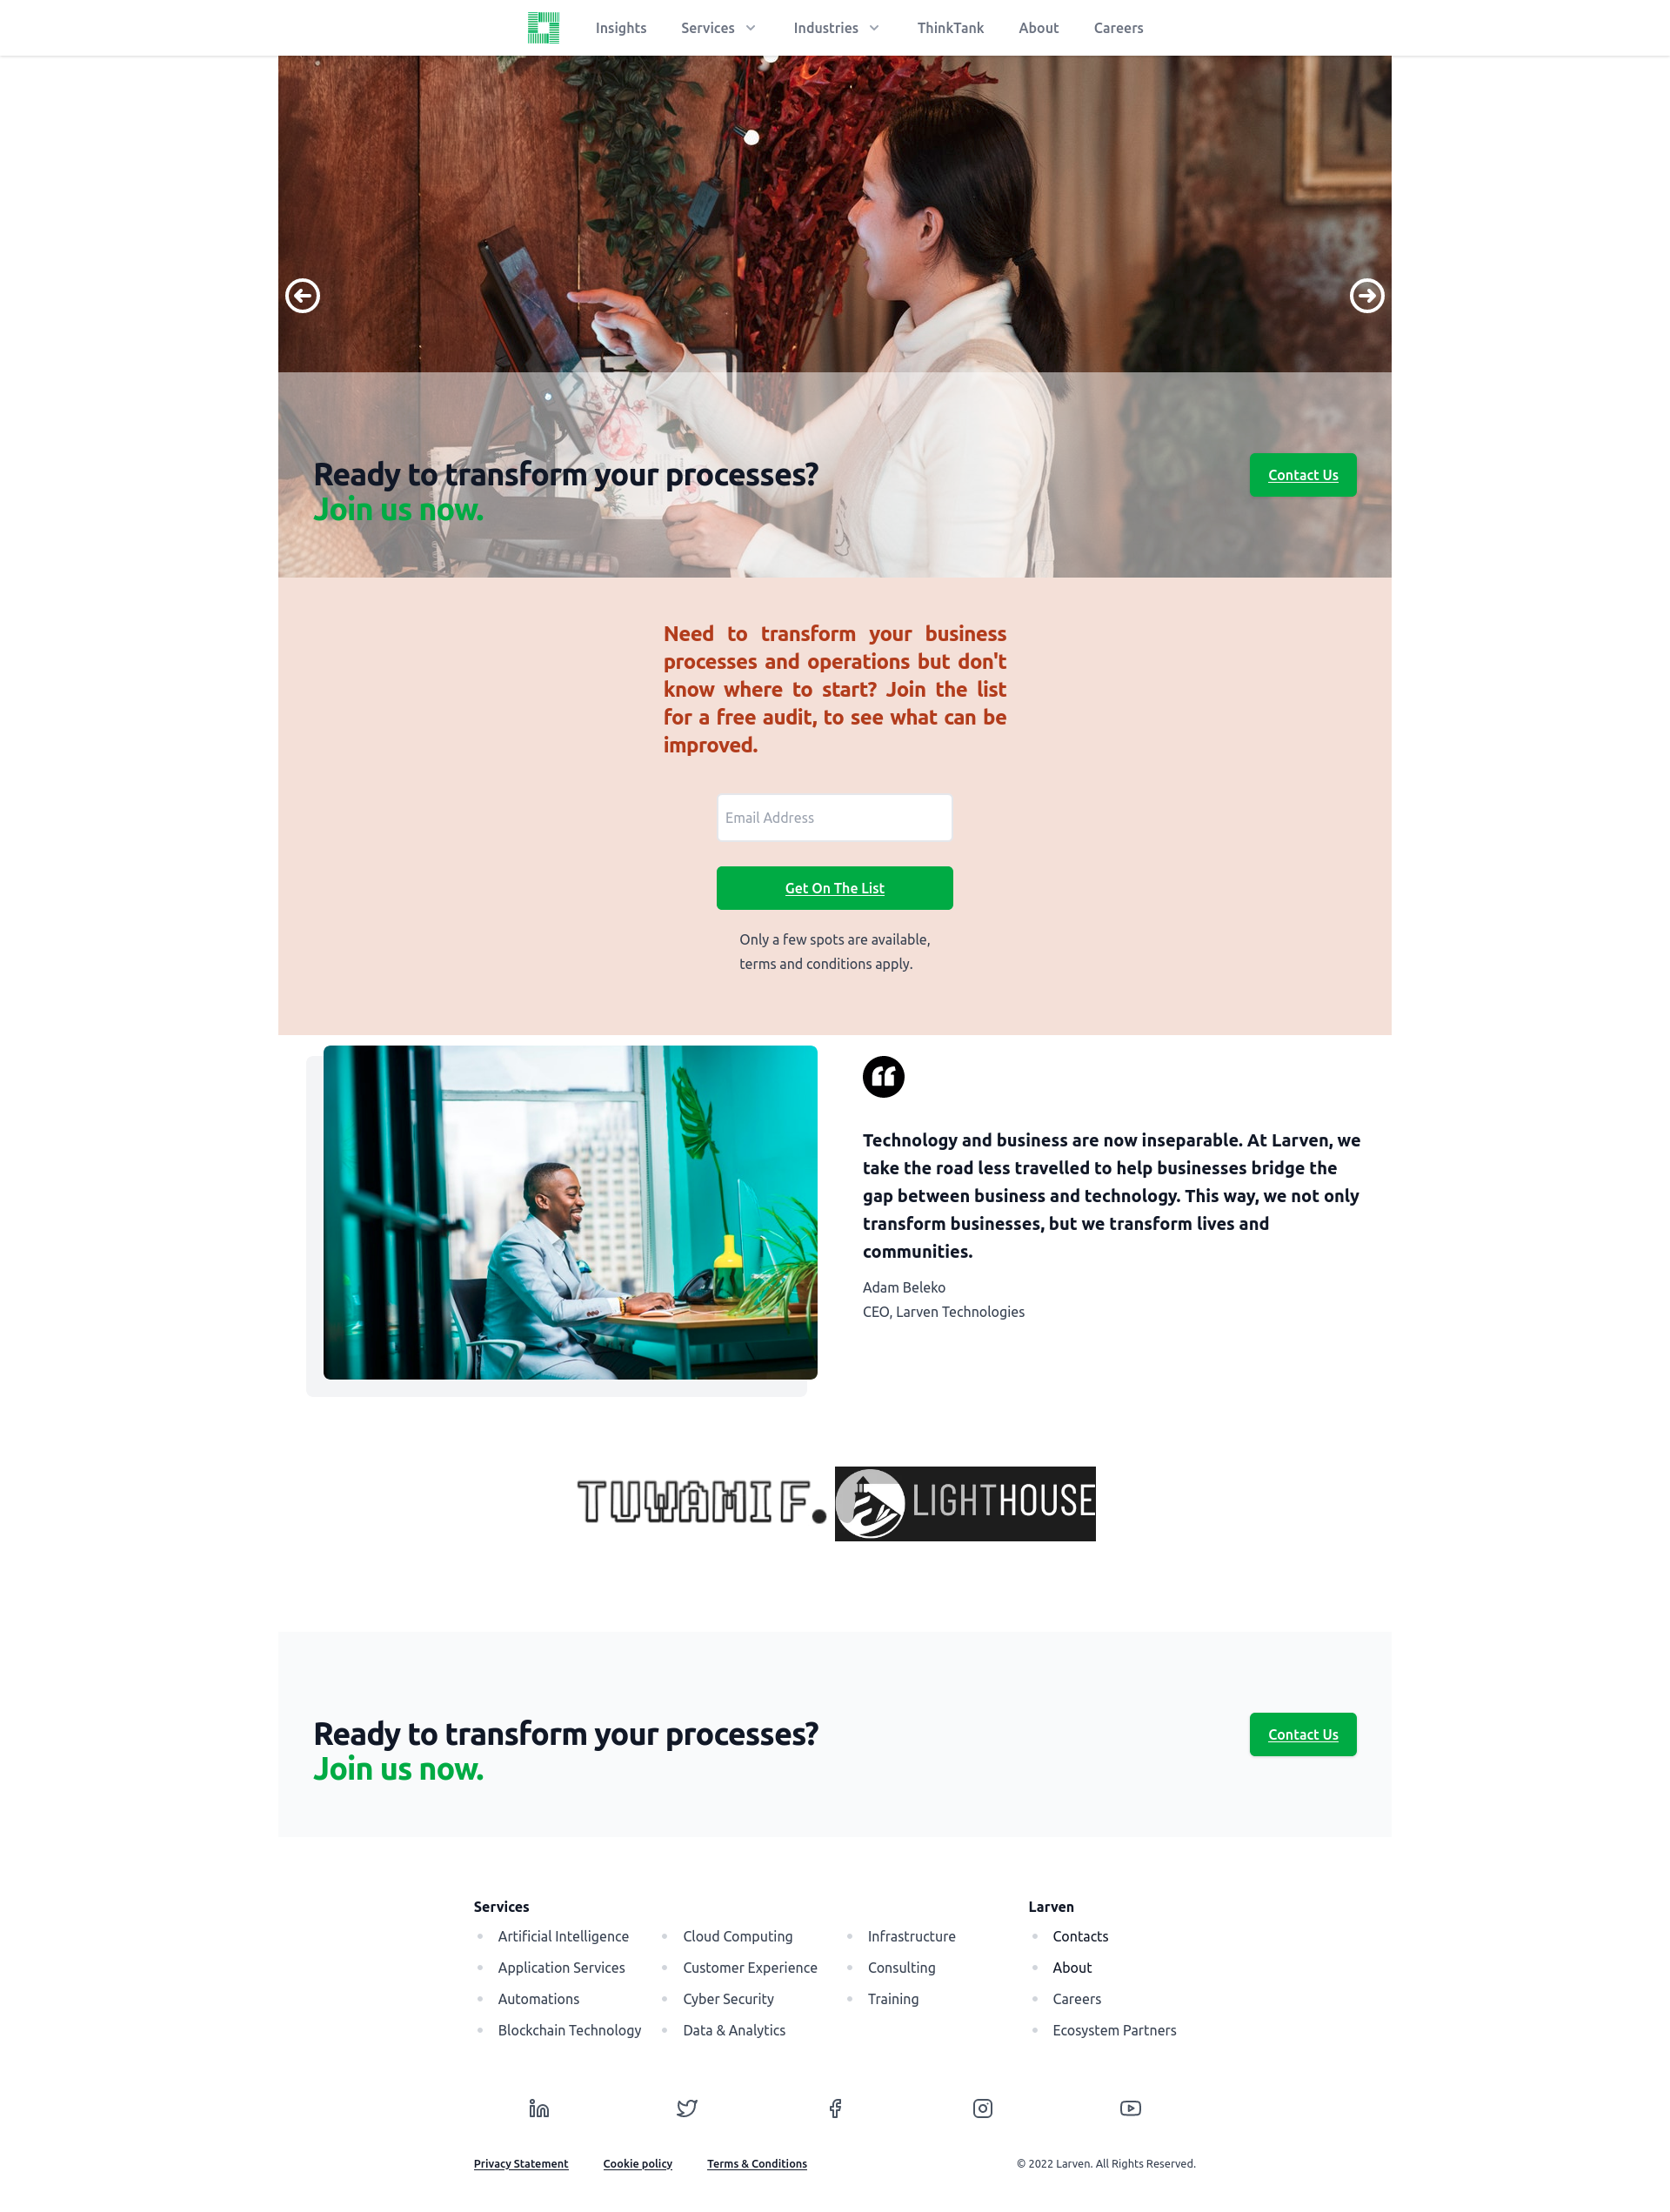 Insights Services Industries ThinkTank About Careers
Ready to transform your processes?
Join us now.
Contact Us
Need to transform your business
processes and operations but don't
know where to start? Join the list
for a free audit, to see what can be
improved.
Email Address
Get On The List
Only a few spots are available,
terms and conditions apply.
Technology and business are now inseparable. At Larven, we
take the road less travelled to help businesses bridge the
gap between business and technology. This way, we not only
transform businesses, but we transform lives and
communities.
Adam Beleko
CEO, Larven Technologies
TUWAMIF.
LIGHTHOUSE
Ready to transform your processes?
Join us now.
Contact Us
Services
Artificial Intelligence
Application Services
Automations
Blockchain Technology
Cloud Computing
Customer Experience
Cyber Security
Data & Analytics
Infrastructure
Consulting
Training
Larven
Contacts
About
Careers
Ecosystem Partners
Privacy Statement Cookie policy Terms & Conditions
© 2022 Larven. All Rights Reserved.